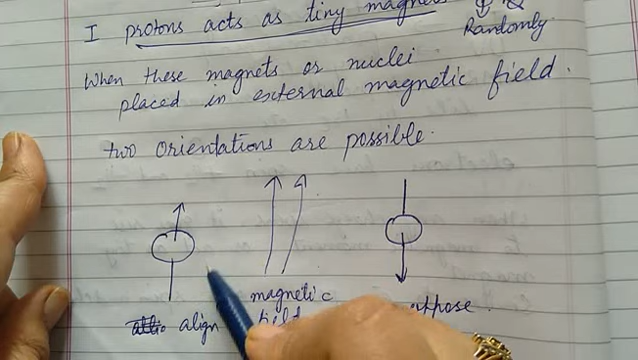 I protons acts as tiny magnets
Randomly
When these magnets or nuclei
placed in external magnetic field.
two orientations are possible.
magnetic
align
oppose